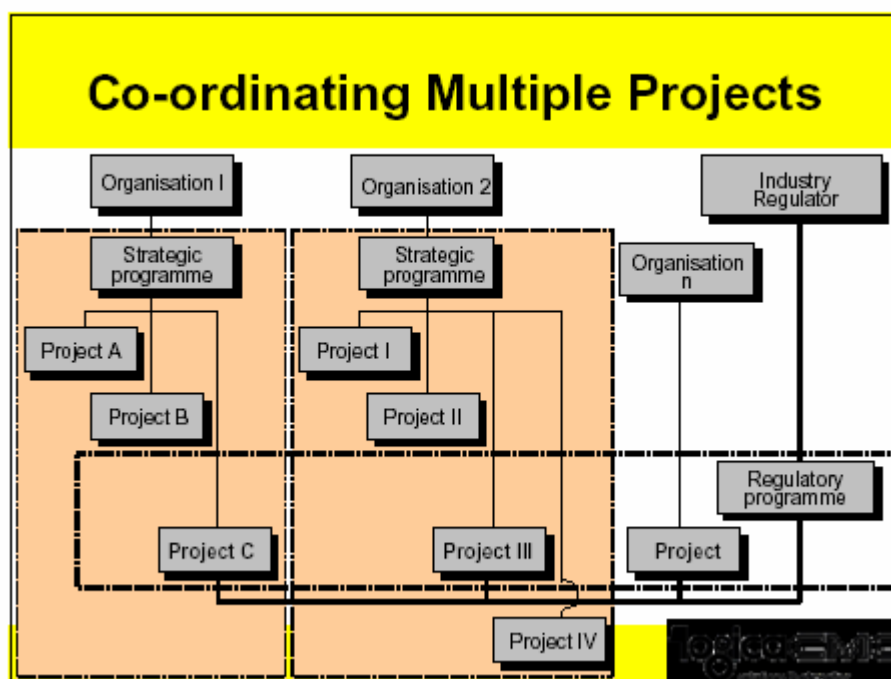 Co-ordinating Multiple Projects
Organisation I
Organisation 2
Industry
Regulator
Strategic
programme
Strategic
programme
Organisation
n
Project A
Project I
Project B
Project II
Regulatory
programme
Project C
Project III
Project
Project IV